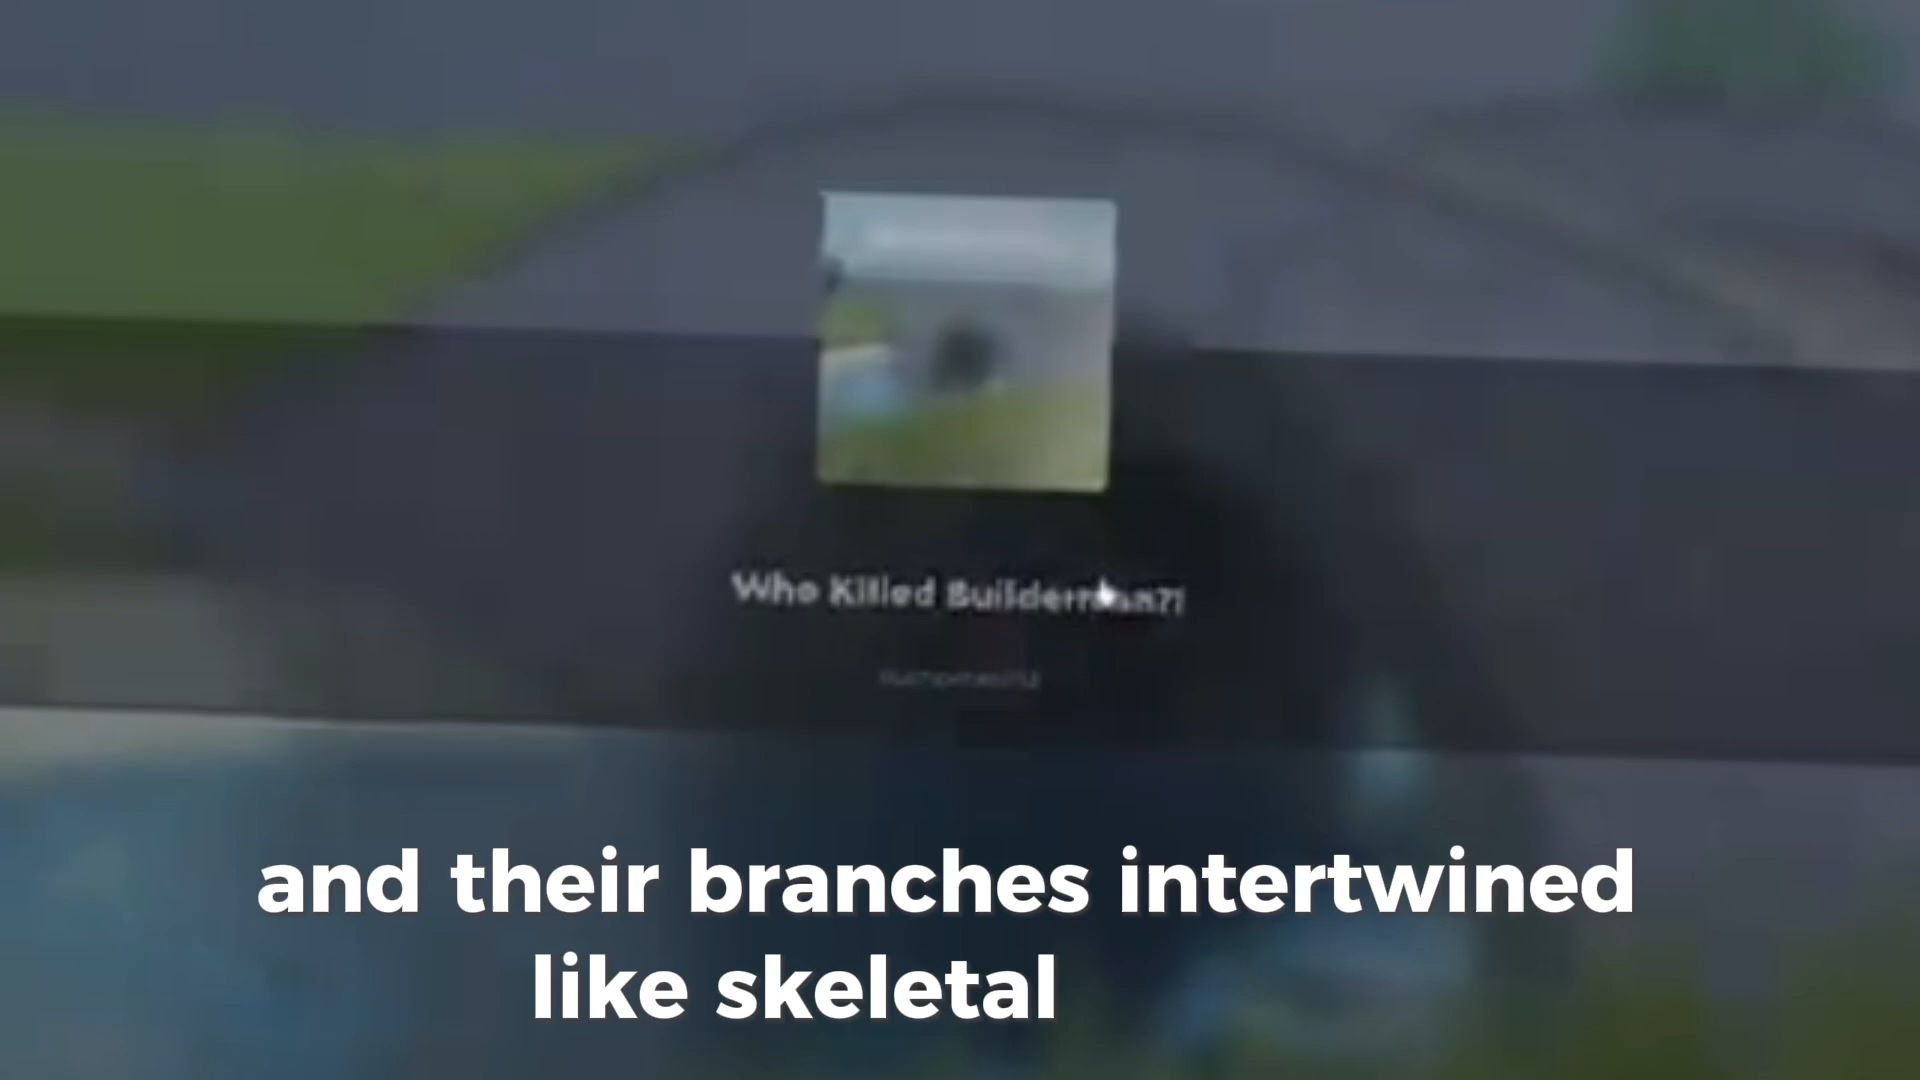 Who Killed Builderman?!
and their branches intertwined
like skeletal